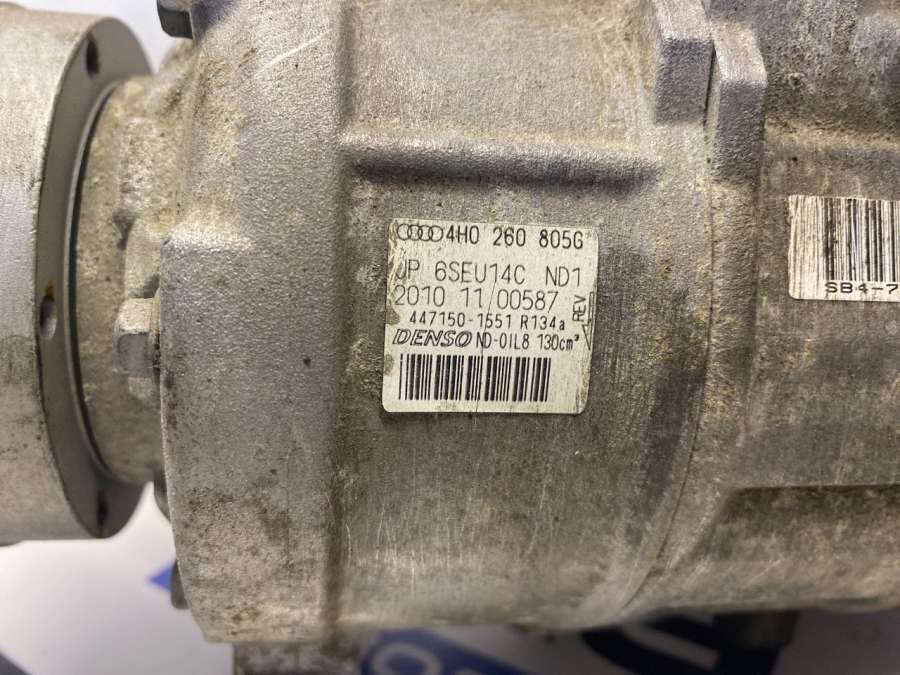 4H0 260 805G
JP 6SEU14C ND1
2010 11/00587
REV
447150-1551 R134a
DENSO ND-OIL8 130cm³
SB4-7